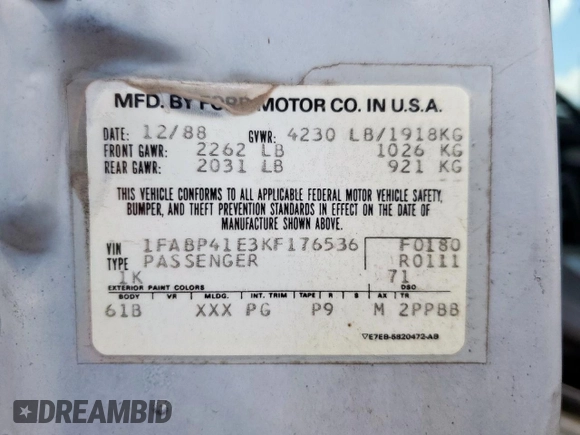 MFD. BY FORD MOTOR CO. IN U.S.A.
DATE: 12/88 GVWR: 4230 LB/1918KG
FRONT GAWR: 2262 LB 1026 KG
REAR GAWR: 2031 LB 921 KG
THIS VEHICLE CONFORMS TO ALL APPLICABLE FEDERAL MOTOR VEHICLE SAFETY,
BUMPER, AND THEFT PREVENTION STANDARDS IN EFFECT ON THE DATE OF
MANUFACTURE SHOWN ABOVE.
VIN 1FABP41E3KF176536 F0180
TYPE PASSENGER R0111
1K 71
EXTERIOR PAINT COLORS DSO
BODY VR MLDG. INT. TRIM TAPE R S AX TR
61B XXX PG P9 M 2PPBB
E7EB-5820472-AB
DREAMBID